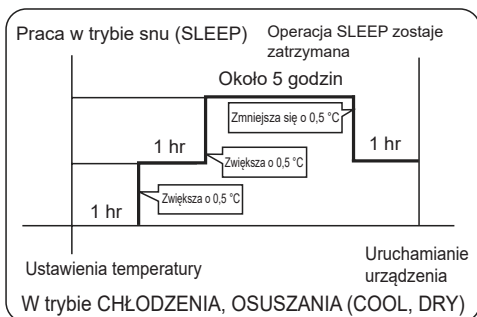 Praca w trybie snu (SLEEP)
Operacja SLEEP zostaje
zatrzymana
Około 5 godzin
Zmniejsza się o 0,5 °C
1 hr
1 hr
Zwiększa o 0,5 °C
Zwiększa o 0,5 °C
1 hr
Ustawienia temperatury
Uruchamianie
urządzenia
W trybie CHŁODZENIA, OSUSZANIA (COOL, DRY)